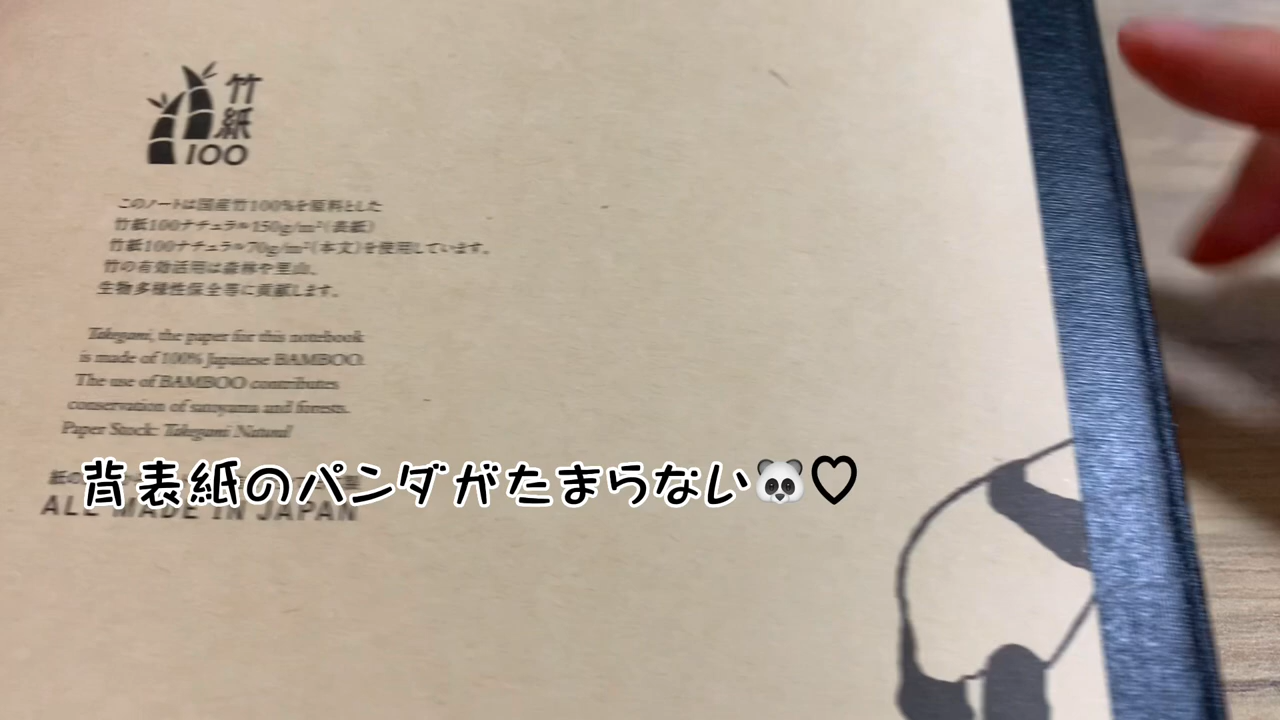 竹
紙
100
このノートは国産竹100%を原料とした
竹紙100ナチュラル150g/m²(表紙)
竹紙100ナチュラル70g/m²(本文)を使用しています。
竹の有効活用は森林や里山、
生物多様性保全等に貢献します。
Takegami, the paper for this notebook
is made of 100% Japanese BAMBOO.
The use of BAMBOO contributes
conservation of satoyama and forests.
Paper Stock: Takegami Natural
紙の
背表紙のパンダがたまらない🐼♡
ALL MADE IN JAPAN